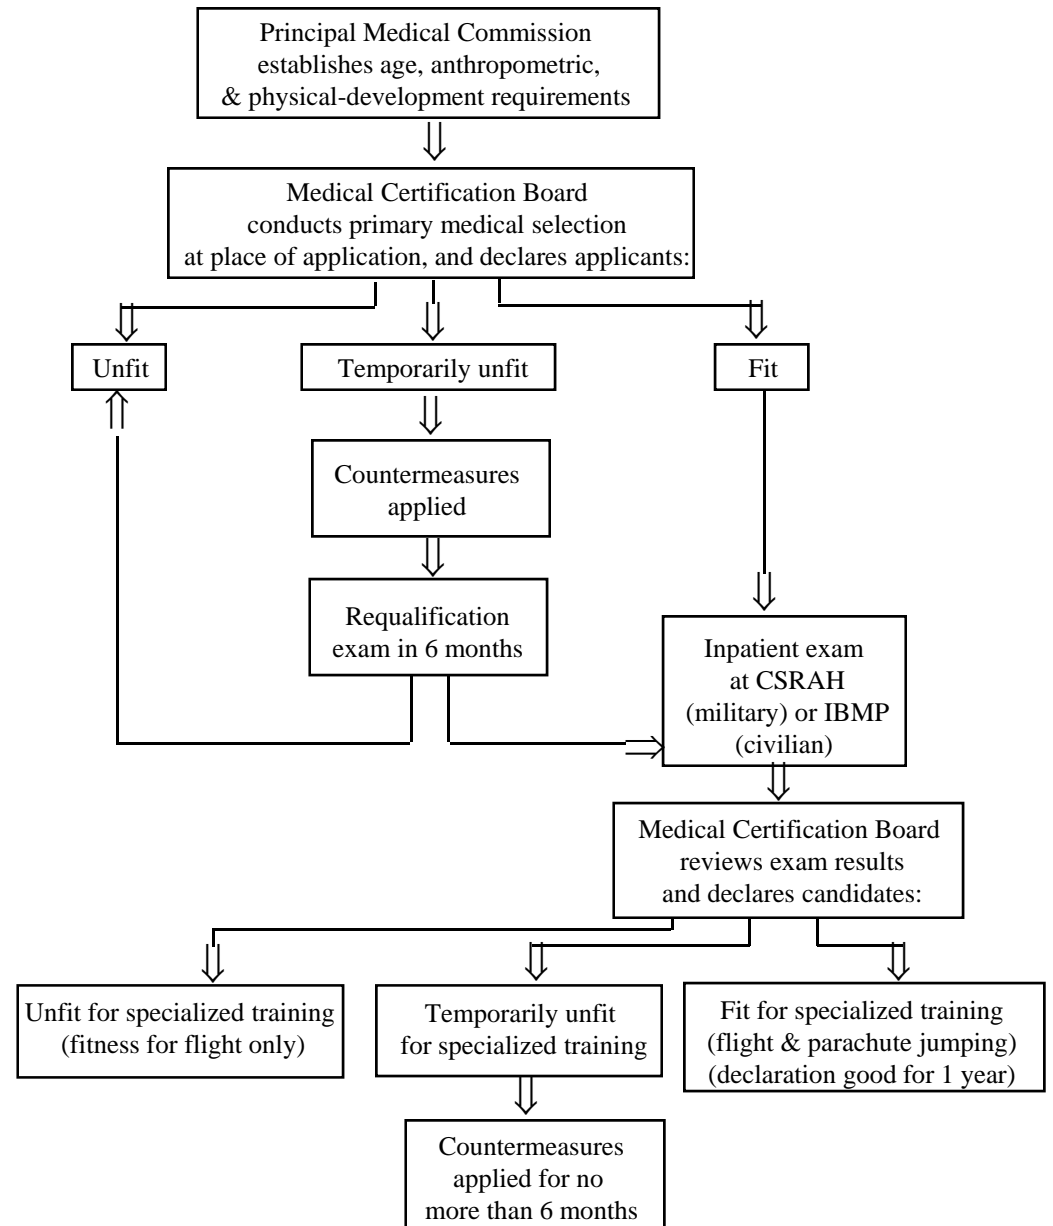 Principal Medical Commission
establishes age, anthropometric,
& physical-development requirements
Medical Certification Board
conducts primary medical selection
at place of application, and declares applicants:
Unfit
Temporarily unfit
Fit
Countermeasures
applied
Requalification
exam in 6 months
Inpatient exam
at CSRAH
(military) or IBMP
(civilian)
Medical Certification Board
reviews exam results
and declares candidates:
Unfit for specialized training
(fitness for flight only)
Temporarily unfit
for specialized training
Fit for specialized training
(flight & parachute jumping)
(declaration good for 1 year)
Countermeasures
applied for no
more than 6 months